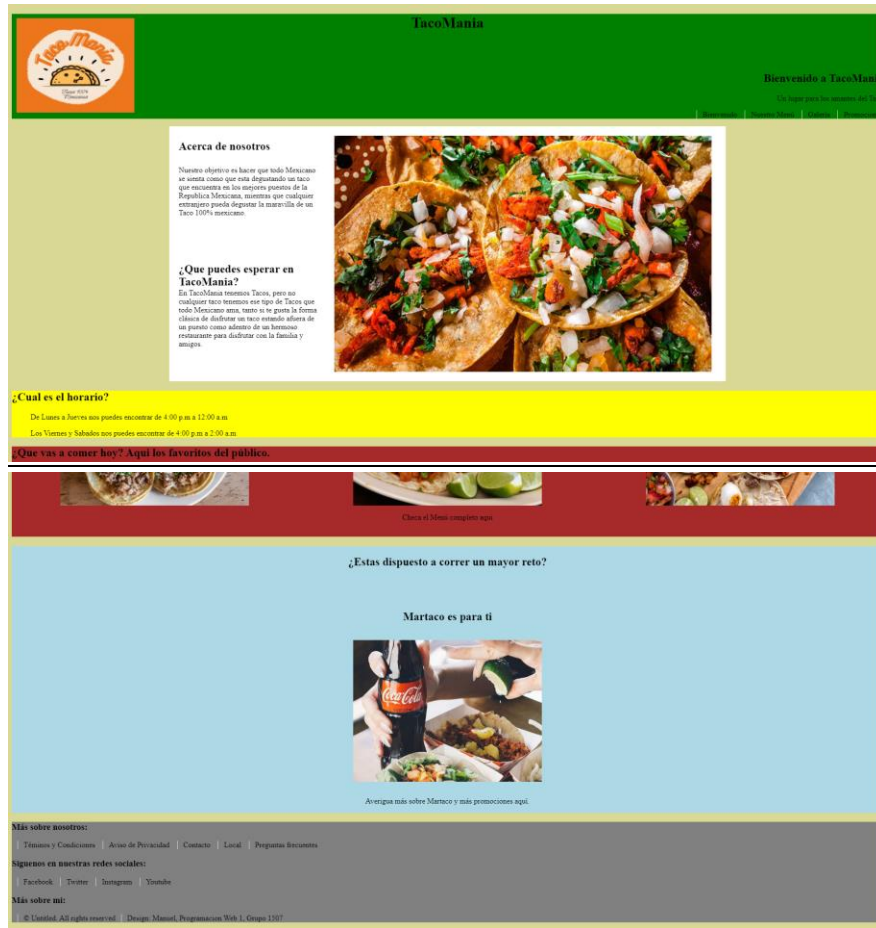 TacoMania
Taco Manía
Bienvenido a TacoMani
Un lugar para los amantes del Ta
Bienvenido Nuestro Menú Galería Promocion
Acerca de nosotros
Nuestro objetivo es hacer que todo Mexicano
se sienta como que esta degustando un taco
que encuentra en los mejores puestos de la
Republica Mexicana, mientras que cualquier
extranjero pueda degustar la maravilla de un
Taco 100% mexicano.
¿Que puedes esperar en
TacoMania?
En TacoMania tenemos Tacos, pero no
cualquier taco tenemos ese tipo de Tacos que
todo Mexicano ama, tanto si te gusta la forma
clásica de disfrutar un taco estando afuera de
un puesto como adentro de un hermoso
restaurante para disfrutar con la familia y
amigos.
¿Cual es el horario?
De Lunes a Jueves nos puedes encontrar de 4:00 p.m a 12:00 a.m
Los Viernes y Sabados nos puedes encontrar de 4:00 p.m a 2:00 a.m
¿Que vas a comer hoy? Aqui los favoritos del público.
Checa el Menú completo aquí.
¿Estas dispuesto a correr un mayor reto?
Martaco es para ti
Coca-Cola
Averigua más sobre Martaco y más promociones aquí.
Más sobre nosotros:
Términos y Condiciones Aviso de Privacidad Contacto Local Preguntas frecuentes
Siguenos en nuestras redes sociales:
Facebook Twitter Instagram Youtube
Más sobre mi:
© Untitled. All rights reserved Design: Manuel, Programacion Web 1, Grupo 1507